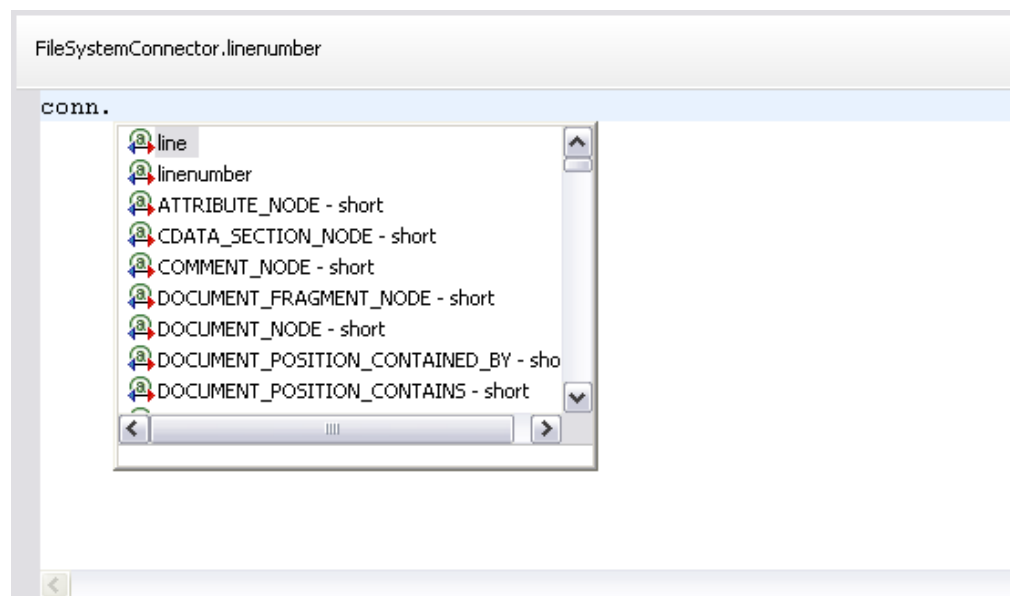 FileSystemConnector.linenumber
conn.
line
linenumber
ATTRIBUTE_NODE - short
CDATA_SECTION_NODE - short
COMMENT_NODE - short
DOCUMENT_FRAGMENT_NODE - short
DOCUMENT_NODE - short
DOCUMENT_POSITION_CONTAINED_BY - sho
DOCUMENT_POSITION_CONTAINS - short